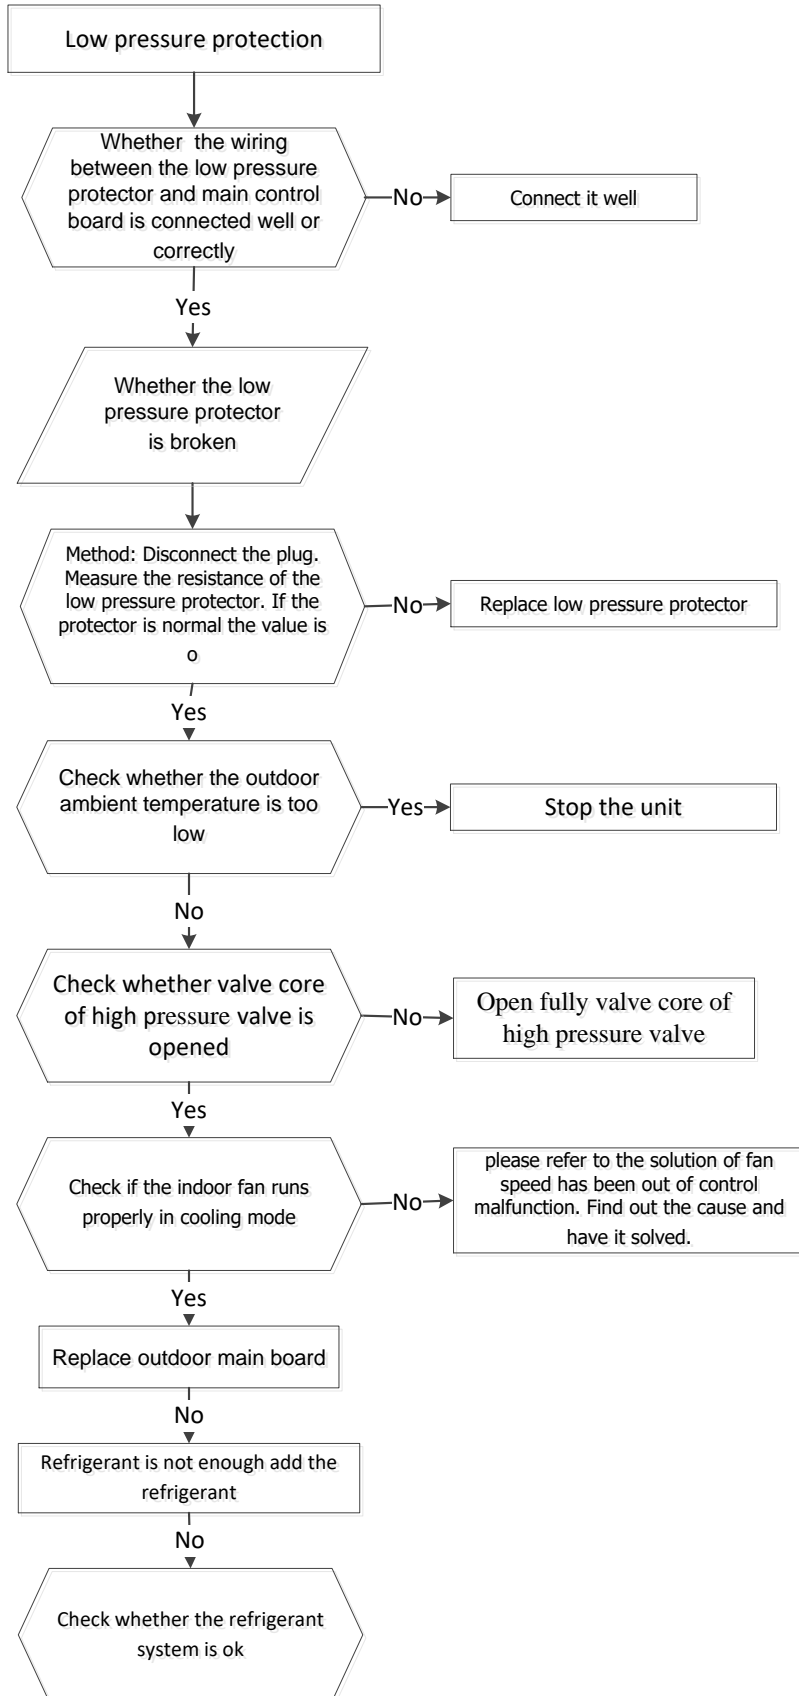 Low pressure protection
Whether the wiring
between the low pressure
protector and main control
board is connected well or
correctly
No
Connect it well
Yes
Whether the low
pressure protector
is broken
Method: Disconnect the plug.
Measure the resistance of the
low pressure protector. If the
protector is normal the value is
o
No
Replace low pressure protector
Yes
Check whether the outdoor
ambient temperature is too
low
Yes
Stop the unit
No
Check whether valve core
of high pressure valve is
opened
No
Open fully valve core of
high pressure valve
Yes
Check if the indoor fan runs
properly in cooling mode
No
please refer to the solution of fan
speed has been out of control
malfunction. Find out the cause and
have it solved.
Yes
Replace outdoor main board
No
Refrigerant is not enough add the
refrigerant
No
Check whether the refrigerant
system is ok